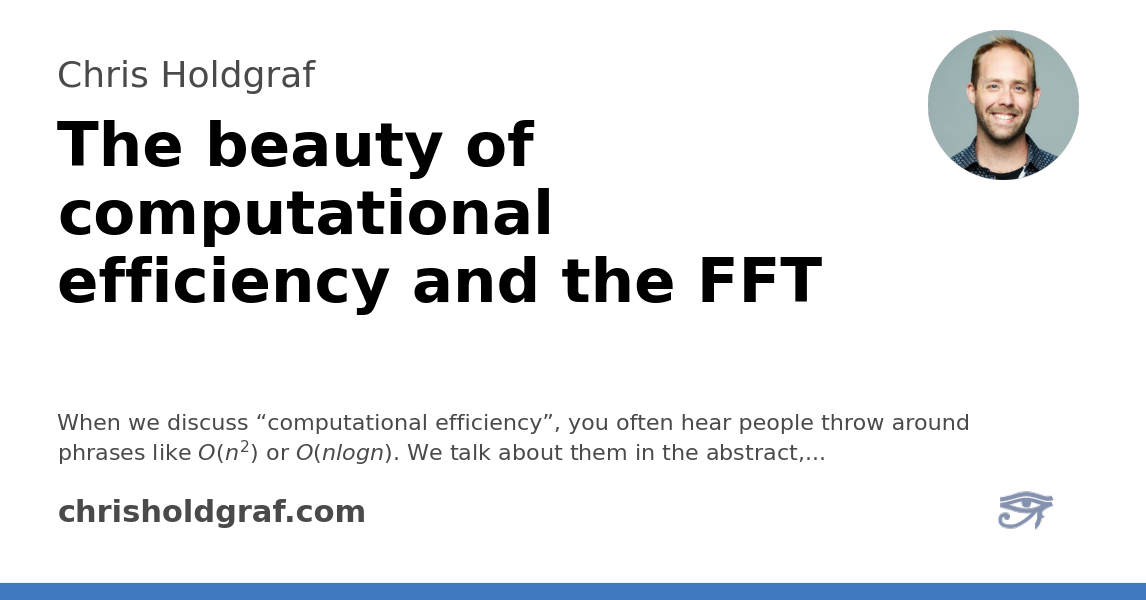 Chris Holdgraf
The beauty of
computational
efficiency and the FFT
When we discuss “computational efficiency”, you often hear people throw around
phrases like O(n²) or O(nlogn). We talk about them in the abstract,...
chrisholdgraf.com